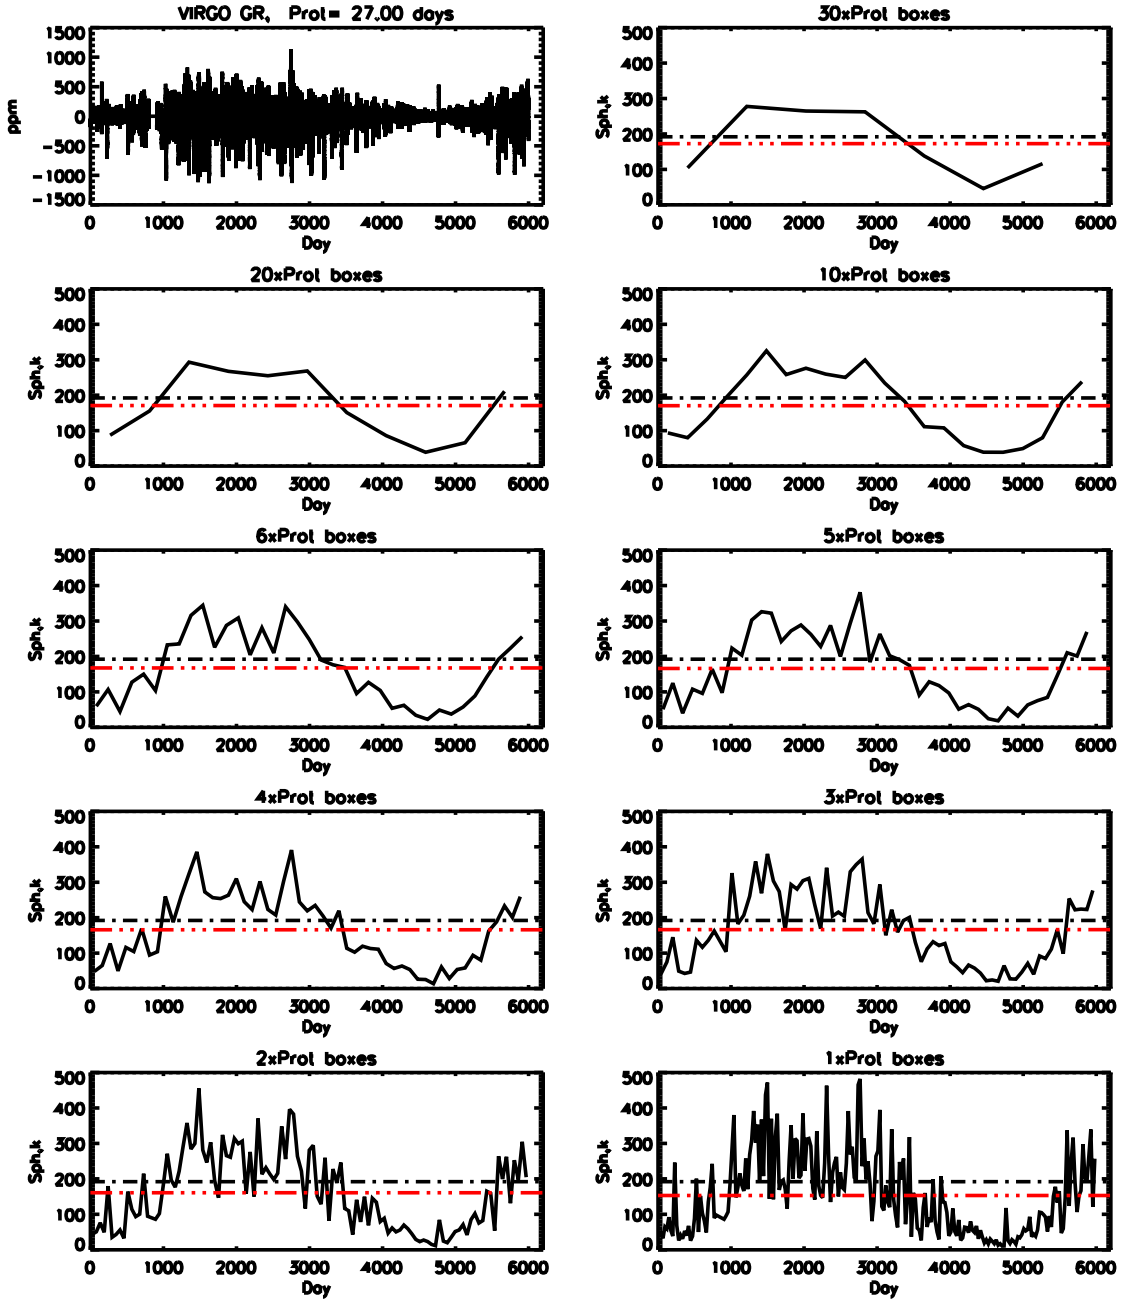 VIRGO GR, Prot= 27.00 days
1500
1000
500
0
-500
-1000
-1500
ppm
0 1000 2000 3000 4000 5000 6000
Day
30xProt boxes
500
400
300
200
100
0
Sph,k
0 1000 2000 3000 4000 5000 6000
Day
20xProt boxes
500
400
300
200
100
0
Sph,k
0 1000 2000 3000 4000 5000 6000
Day
10xProt boxes
500
400
300
200
100
0
Sph,k
0 1000 2000 3000 4000 5000 6000
Day
6xProt boxes
500
400
300
200
100
0
Sph,k
0 1000 2000 3000 4000 5000 6000
Day
5xProt boxes
500
400
300
200
100
0
Sph,k
0 1000 2000 3000 4000 5000 6000
Day
4xProt boxes
500
400
300
200
100
0
Sph,k
0 1000 2000 3000 4000 5000 6000
Day
3xProt boxes
500
400
300
200
100
0
Sph,k
0 1000 2000 3000 4000 5000 6000
Day
2xProt boxes
500
400
300
200
100
0
Sph,k
0 1000 2000 3000 4000 5000 6000
Day
1xProt boxes
500
400
300
200
100
0
Sph,k
0 1000 2000 3000 4000 5000 6000
Day